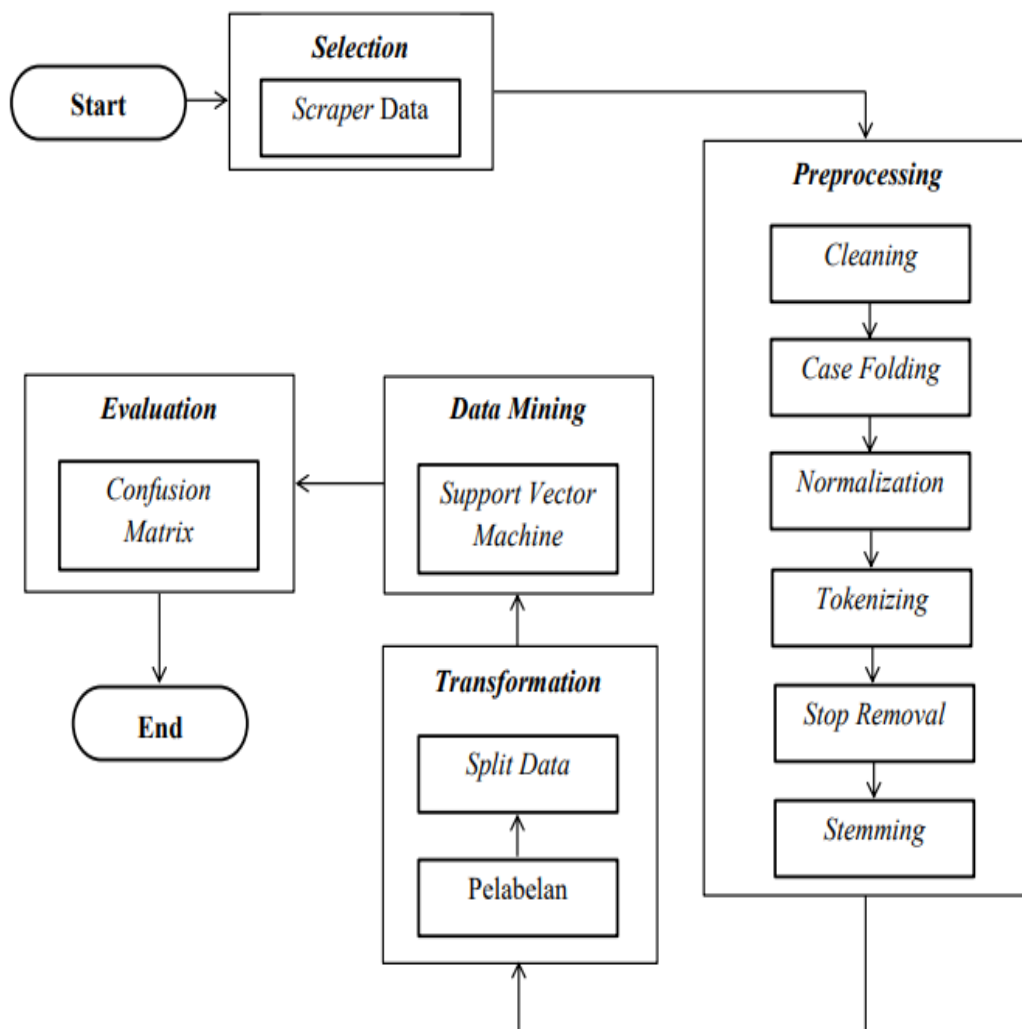 Start
Selection
Scraper Data
Preprocessing
Cleaning
Case Folding
Normalization
Tokenizing
Stop Removal
Stemming
Transformation
Split Data
Pelabelan
Data Mining
Support Vector
Machine
Evaluation
Confusion
Matrix
End